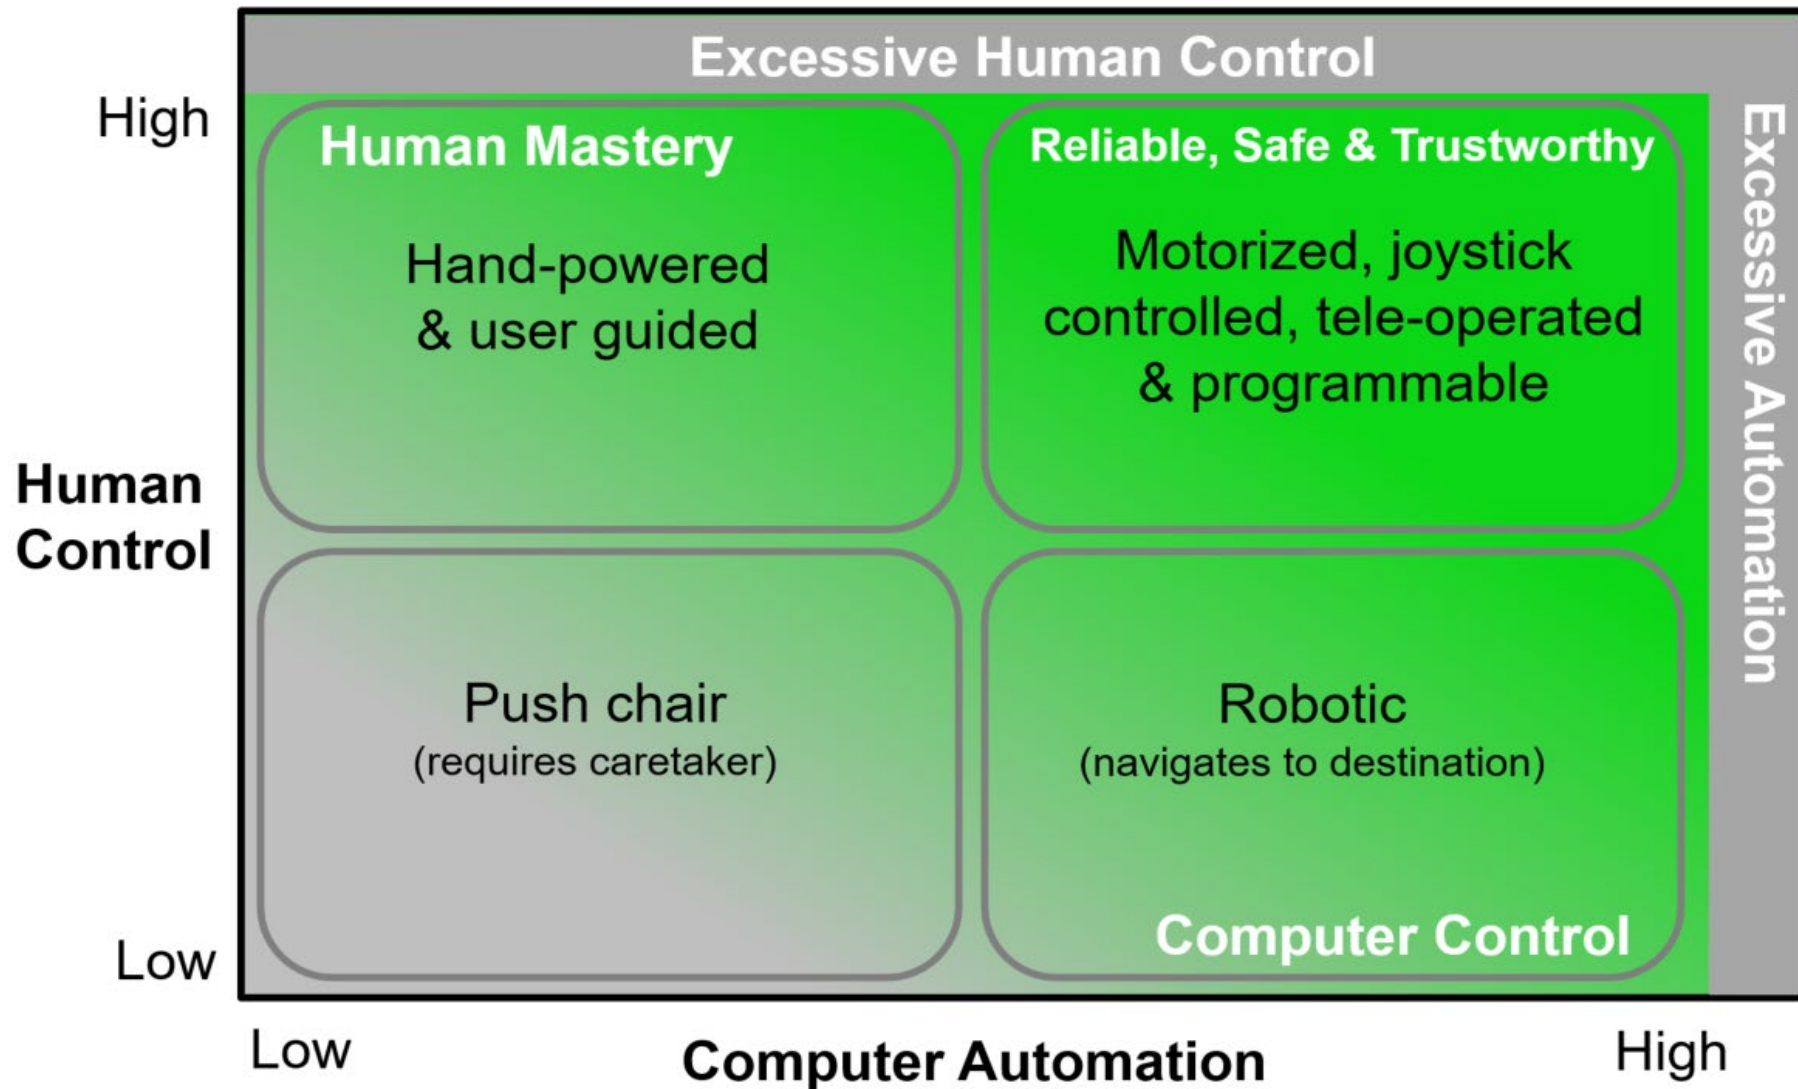 Excessive Human Control
High
Human Mastery
Reliable, Safe & Trustworthy
Hand-powered
& user guided
Motorized, joystick
controlled, tele-operated
& programmable
Excessive Automation
Human
Control
Push chair
(requires caretaker)
Robotic
(navigates to destination)
Computer Control
Low
Low
Computer Automation
High